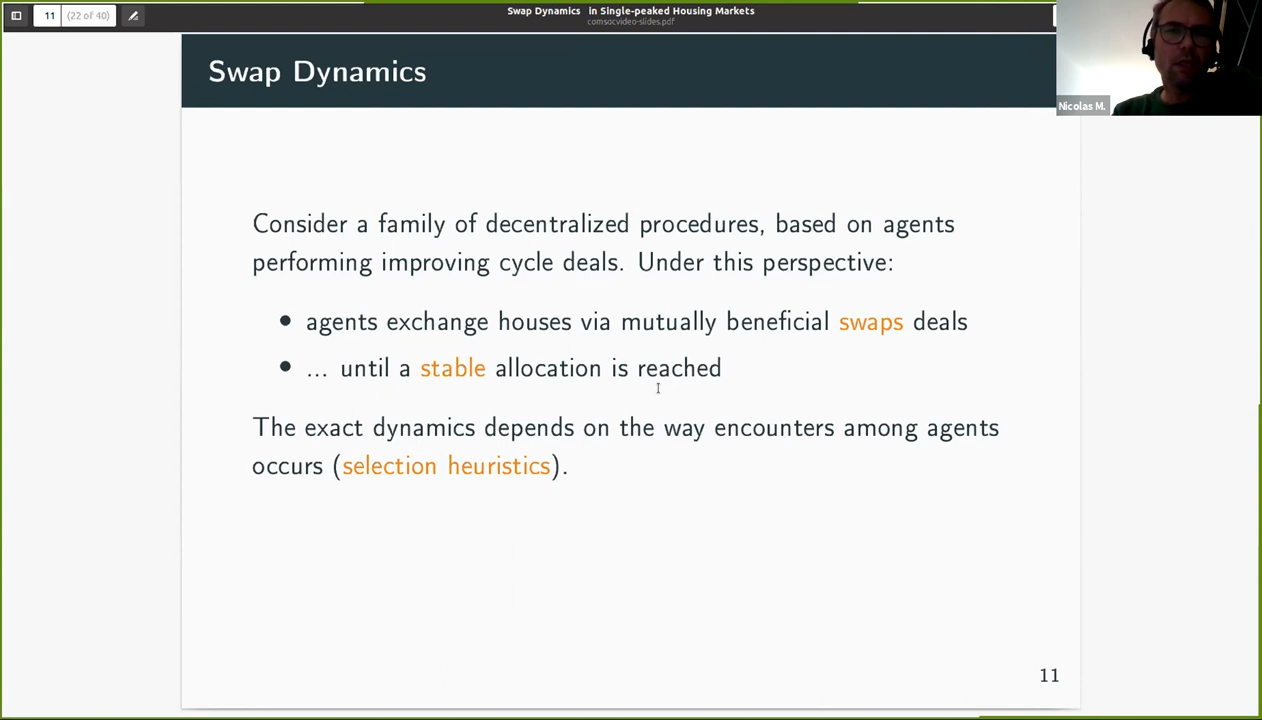 11 (22 of 40)
Swap Dynamics in Single-peaked Housing Markets
comsocvideo-slides.pdf
Nicolas M.
Swap Dynamics
Consider a family of decentralized procedures, based on agents
performing improving cycle deals. Under this perspective:
• agents exchange houses via mutually beneficial swaps deals
• ... until a stable allocation is reached
The exact dynamics depends on the way encounters among agents
occurs (selection heuristics).
11